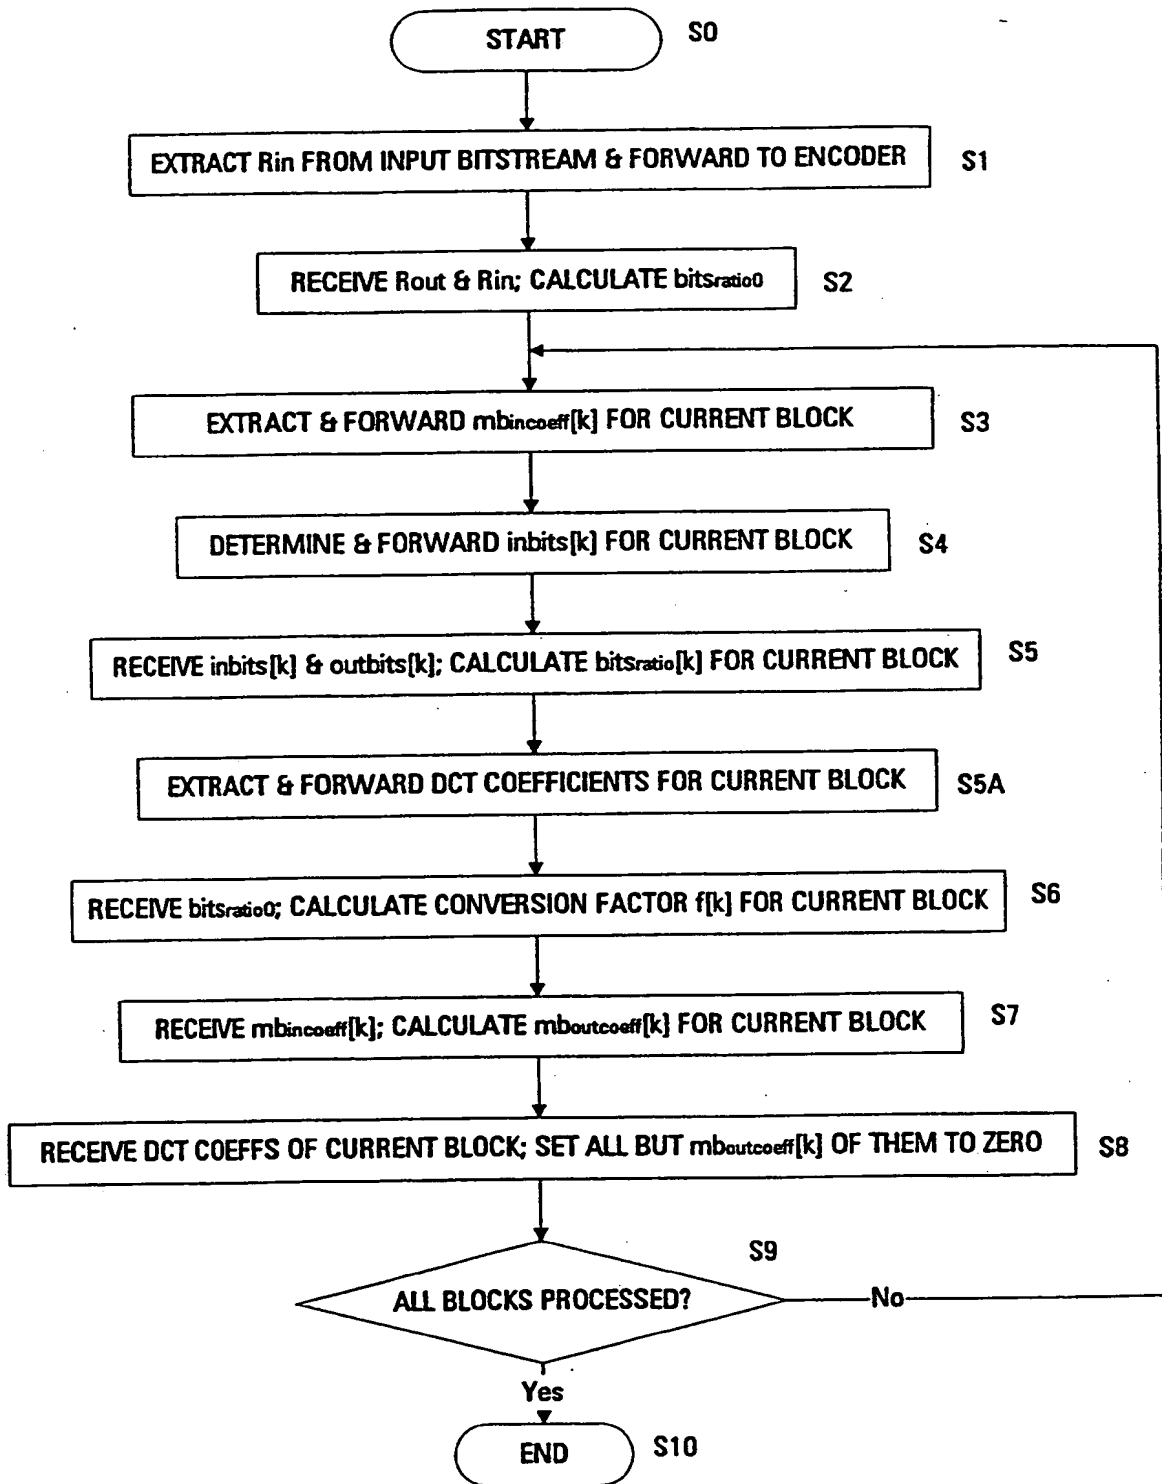 START S0
EXTRACT Rin FROM INPUT BITSTREAM & FORWARD TO ENCODER S1
RECEIVE Rout & Rin; CALCULATE bitsratio0 S2
EXTRACT & FORWARD mbincoeff[k] FOR CURRENT BLOCK S3
DETERMINE & FORWARD inbits[k] FOR CURRENT BLOCK S4
RECEIVE inbits[k] & outbits[k]; CALCULATE bitsratio[k] FOR CURRENT BLOCK S5
EXTRACT & FORWARD DCT COEFFICIENTS FOR CURRENT BLOCK S5A
RECEIVE bitsratio0; CALCULATE CONVERSION FACTOR f[k] FOR CURRENT BLOCK S6
RECEIVE mbincoeff[k]; CALCULATE mboutcoeff[k] FOR CURRENT BLOCK S7
RECEIVE DCT COEFFS OF CURRENT BLOCK; SET ALL BUT mboutcoeff[k] OF THEM TO ZERO S8
S9
ALL BLOCKS PROCESSED? No
Yes
END S10